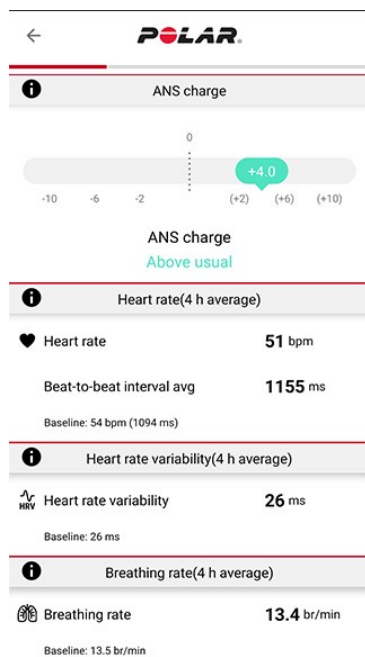 POLAR.
ANS charge
0
+4.0
-10 -6 -2 (+2) (+6) (+10)
ANS charge
Above usual
Heart rate(4 h average)
Heart rate 51 bpm
Beat-to-beat interval avg 1155 ms
Baseline: 54 bpm (1094 ms)
Heart rate variability(4 h average)
HRV Heart rate variability 26 ms
Baseline: 26 ms
Breathing rate(4 h average)
Breathing rate 13.4 br/min
Baseline: 13.5 br/min